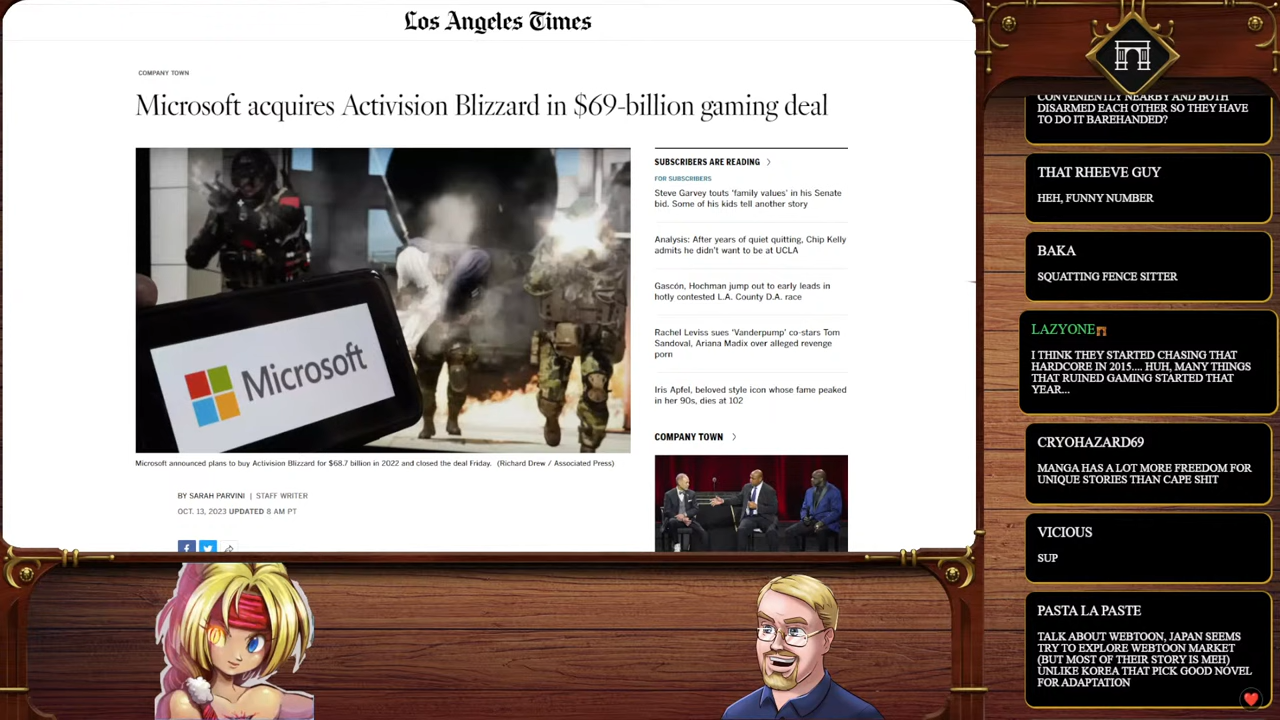 Los Angeles Times
COMPANY TOWN
Microsoft acquires Activision Blizzard in $69-billion gaming deal
Microsoft
Microsoft announced plans to buy Activision Blizzard for $68.7 billion in 2022 and closed the deal Friday. (Richard Drew / Associated Press)
BY SARAH PARVINI | STAFF WRITER
OCT. 13, 2023 UPDATED 8 AM PT
SUBSCRIBERS ARE READING
FOR SUBSCRIBERS
Steve Garvey touts 'family values' in his Senate
bid. Some of his kids tell another story
Analysis: After years of quiet quitting, Chip Kelly
admits he didn't want to be at UCLA
Gascón, Hochman jump out to early leads in
hotly contested L.A. County D.A. race
Rachel Leviss sues 'Vanderpump' co-stars Tom
Sandoval, Ariana Madix over alleged revenge
porn
Iris Apfel, beloved style icon whose fame peaked
in her 90s, dies at 102
COMPANY TOWN
CONVENIENTLY NEARBY AND BOTH
DISARMED EACH OTHER SO THEY HAVE
TO DO IT BAREHANDED?
THAT RHEEVE GUY
HEH, FUNNY NUMBER
BAKA
SQUATTING FENCE SITTER
LAZYONE
I THINK THEY STARTED CHASING THAT
HARDCORE IN 2015.... HUH, MANY THINGS
THAT RUINED GAMING STARTED THAT
YEAR...
CRYOHAZARD69
MANGA HAS A LOT MORE FREEDOM FOR
UNIQUE STORIES THAN CAPE SHIT
VICIOUS
SUP
PASTA LA PASTE
TALK ABOUT WEBTOON, JAPAN SEEMS
TRY TO EXPLORE WEBTOON MARKET
(BUT MOST OF THEIR STORY IS MEH)
UNLIKE KOREA THAT PICK GOOD NOVEL
FOR ADAPTATION